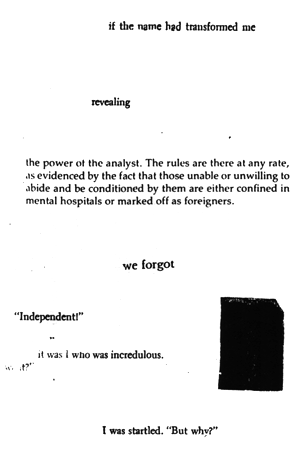 if the name had transformed me
revealing
the power of the analyst. The rules are there at any rate,
as evidenced by the fact that those unable or unwilling to
abide and be conditioned by them are either confined in
mental hospitals or marked off as foreigners.
we forgot
"Independent!"
it was I who was incredulous.
it?"
I was startled. "But why?"